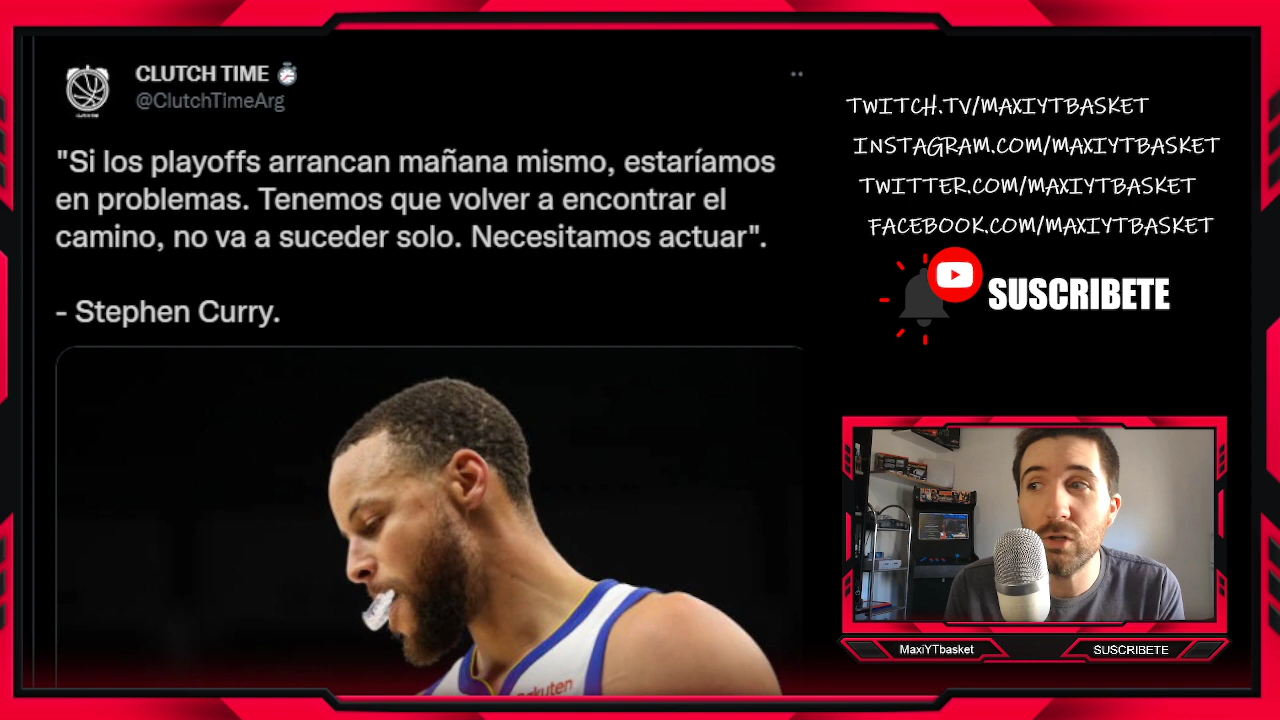 CLUTCH TIME
@ClutchTimeArg
"Si los playoffs arrancan mañana mismo, estaríamos
en problemas. Tenemos que volver a encontrar el
camino, no va a suceder solo. Necesitamos actuar".
- Stephen Curry.
TWITCH.TV/MAXIYTBASKET
INSTAGRAM.COM/MAXIYTBASKET
TWITTER.COM/MAXIYTBASKET
FACEBOOK.COM/MAXIYTBASKET
SUSCRIBETE
MaxiYTbasket
SUSCRIBETE